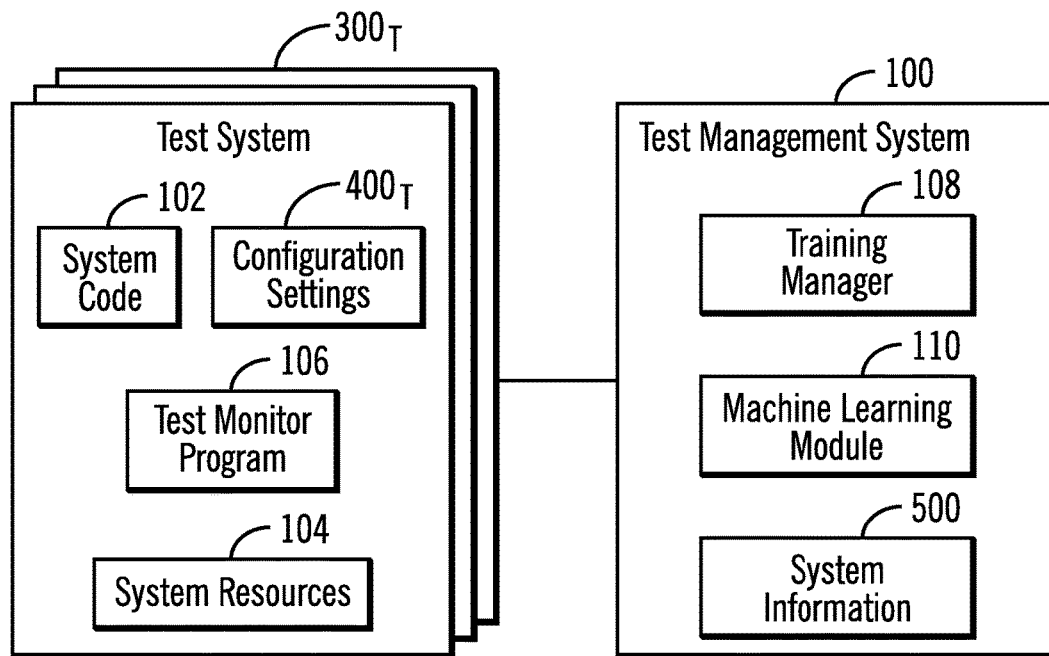 300T
Test System
102
System
Code
400T
Configuration
Settings
106
Test Monitor
Program
104
System Resources
100
Test Management System
108
Training
Manager
110
Machine Learning
Module
500
System
Information